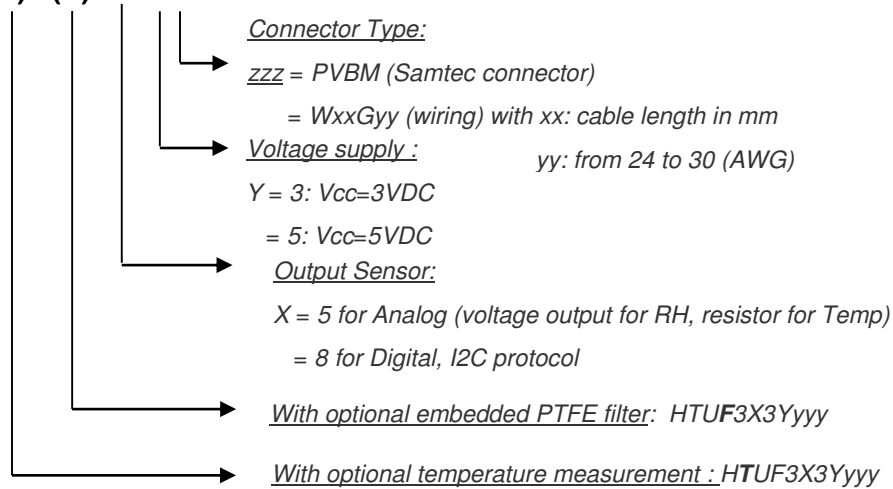 Connector Type:
zzz = PVBM (Samtec connector)
= WxxGyy (wiring) with xx: cable length in mm
yy: from 24 to 30 (AWG)
Voltage supply :
Y = 3: Vcc=3VDC
= 5: Vcc=5VDC
Output Sensor:
X = 5 for Analog (voltage output for RH, resistor for Temp)
= 8 for Digital, I2C protocol
With optional embedded PTFE filter: HTUF3X3Yyyy
With optional temperature measurement : HTUF3X3Yyyy